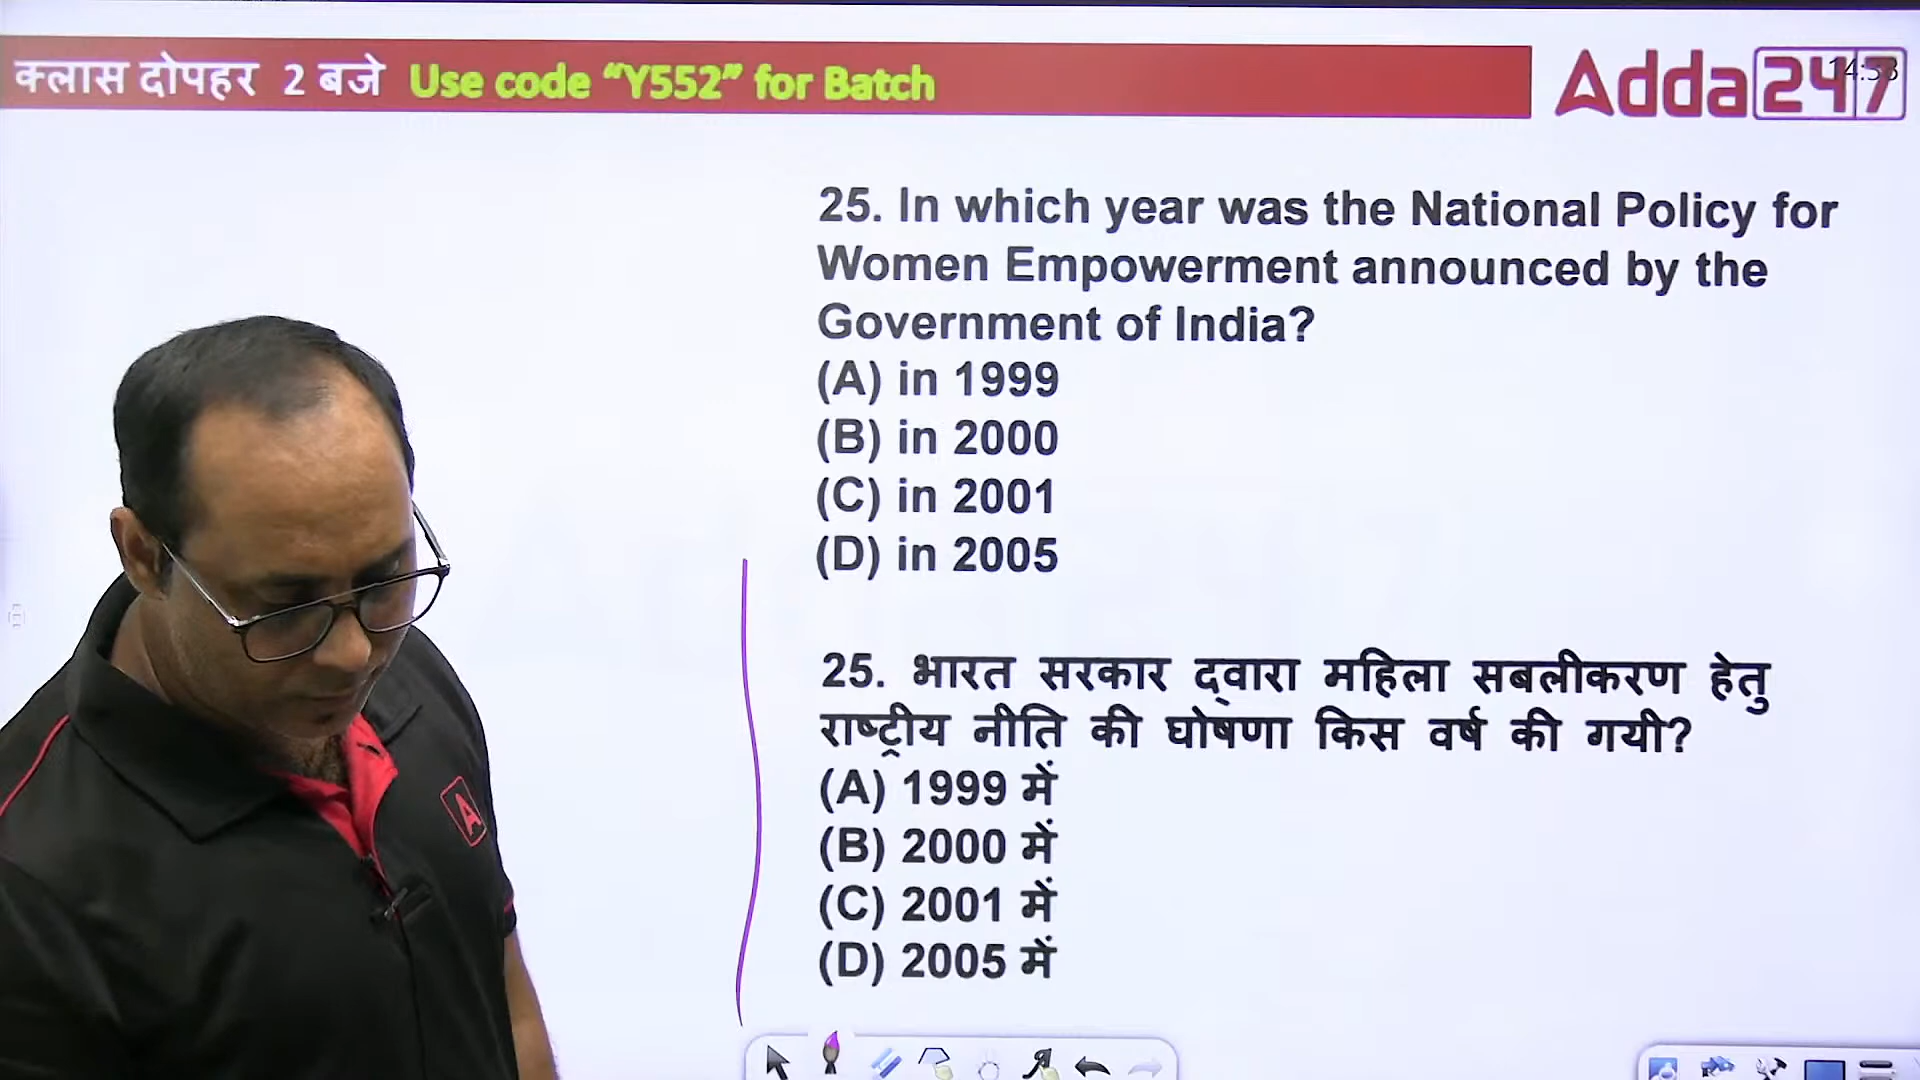 क्लास दोपहर 2 बजे Use code “Y552” for Batch
Adda247
25. In which year was the National Policy for
Women Empowerment announced by the
Government of India?
(A) in 1999
(B) in 2000
(C) in 2001
(D) in 2005
25. भारत सरकार द्वारा महिला सबलीकरण हेतु
राष्ट्रीय नीति की घोषणा किस वर्ष की गयी?
(A) 1999 में
(B) 2000 में
(C) 2001 में
(D) 2005 में
A